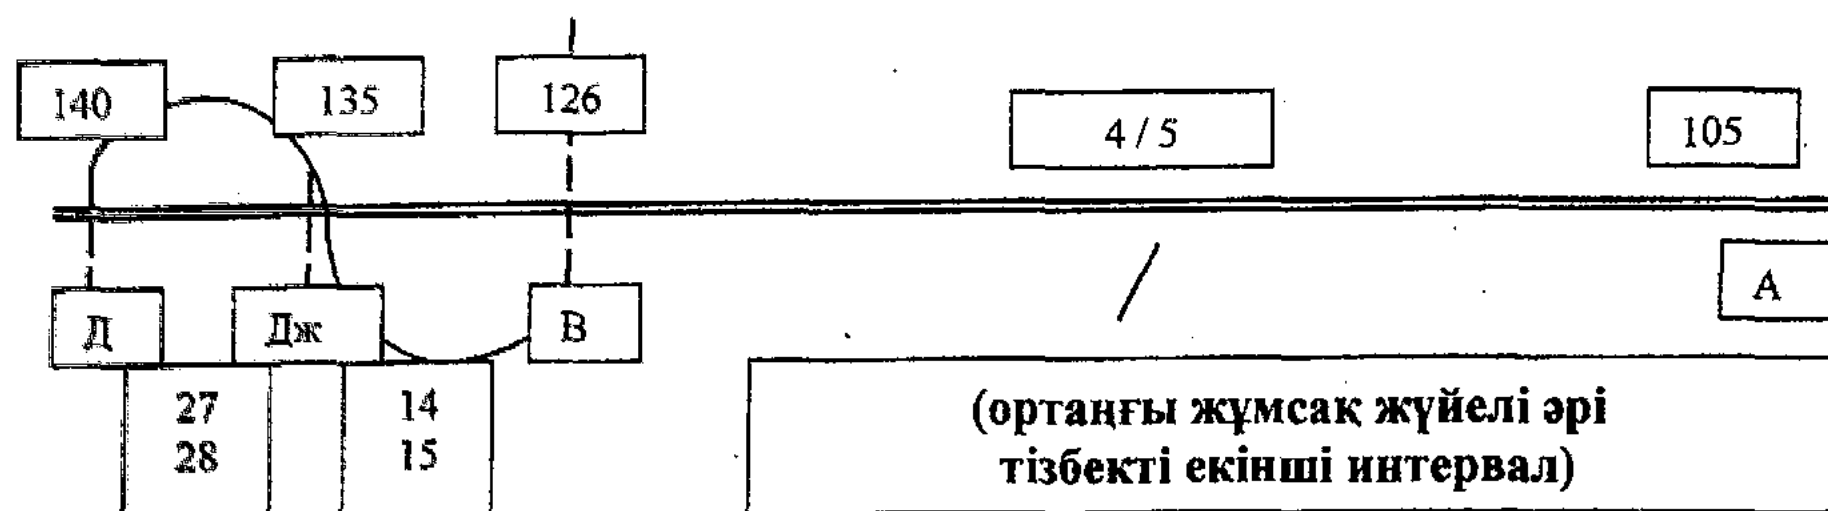 140 135 126 4 / 5 105
Д Дж В А
27 14
28 15
(ортаңғы жұмсақ жүйелі әрі
тізбекті екінші интервал)